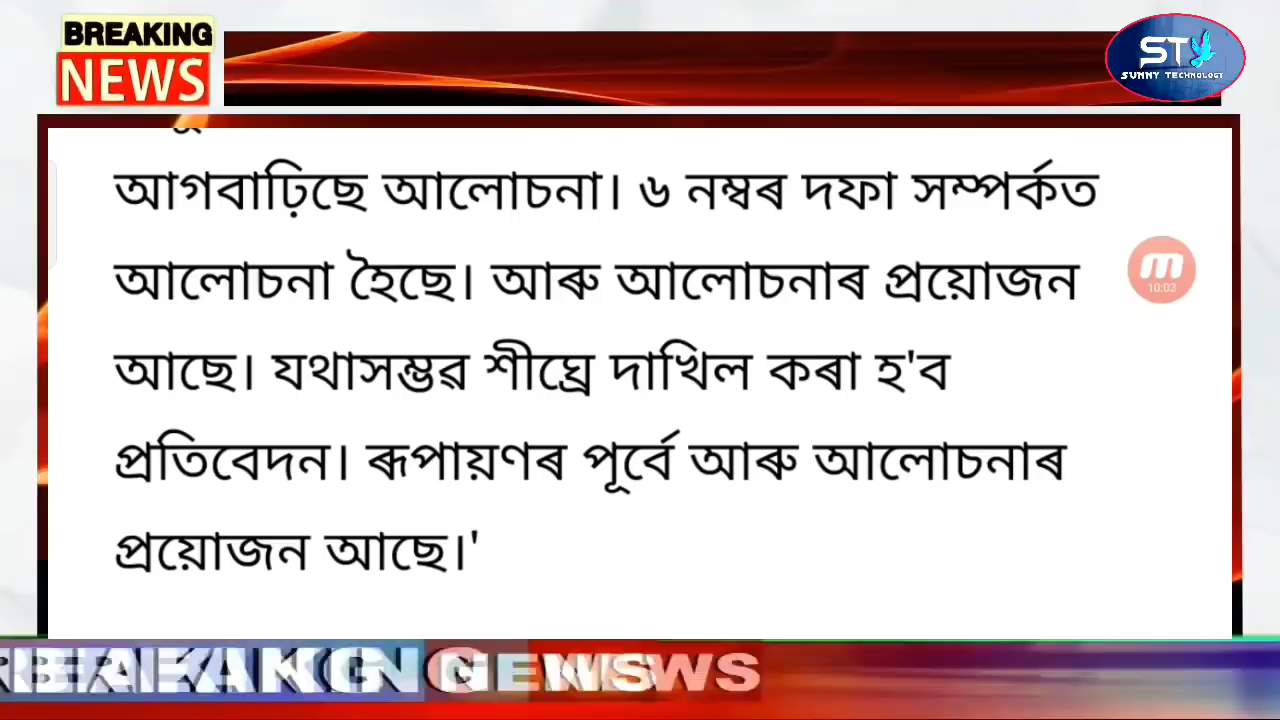 BREAKING
NEWS
ST
SUNNY TECHNOLOGY
আগবাঢ়িছে আলোচনা। ৬ নম্বৰ দফা সম্পৰ্কত
আলোচনা হৈছে। আৰু আলোচনাৰ প্ৰয়োজন
আছে। যথাসম্ভৱ শীঘ্ৰে দাখিল কৰা হ'ব
প্ৰতিবেদন। ৰূপায়ণৰ পূৰ্বে আৰু আলোচনাৰ
প্ৰয়োজন আছে।'
10:03
BREAKING NEWS